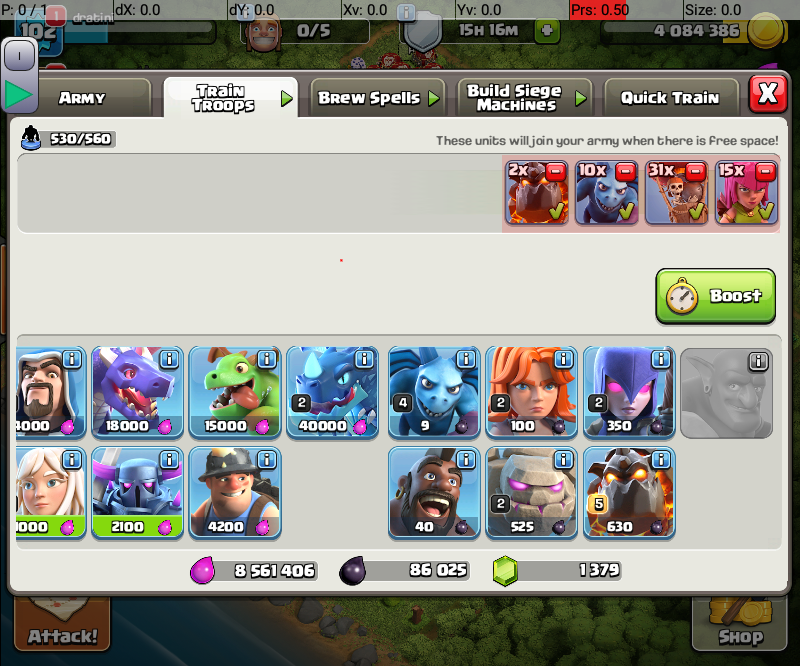 P: 0 / 1 dX: 0.0 dY: 0.0 Xv: 0.0 Yv: 0.0 Prs: 0.50 Size: 0.0
102 1 dratini 0/5 15H 16M 4 084 386
Army Train Troops Brew Spells Build Siege Machines Quick Train X
530/560 These units will join your army when there is free space!
2x 10x 31x 15x
Boost
4000 18000 15000 2 40000 4 9 2 100 2 350
1000 2100 4200 40 2 525 5 630
8 561 406 86 025 1 379
Attack! Shop